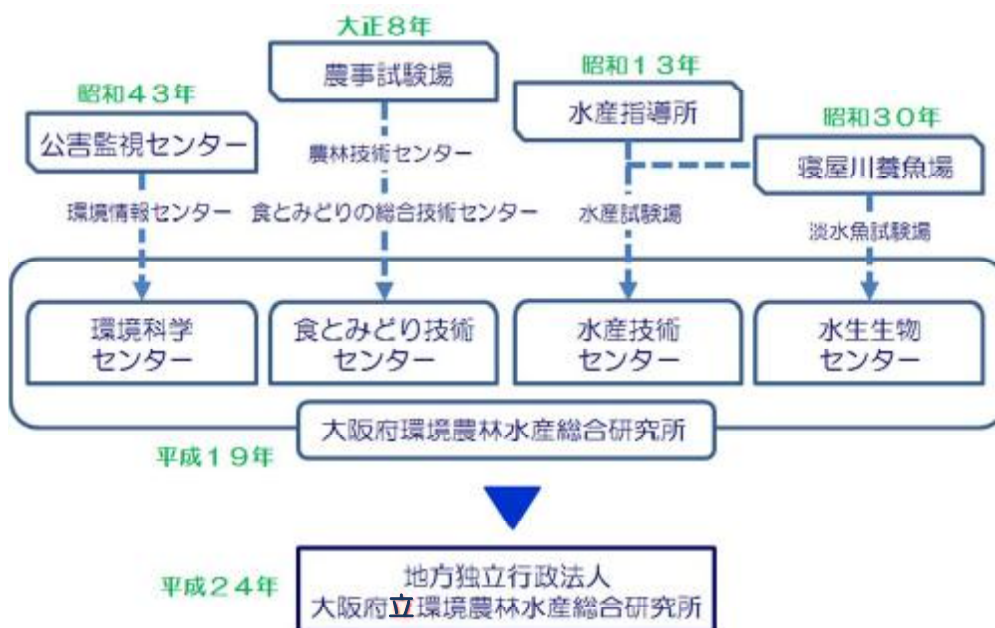 大正8年
農事試験場
昭和13年
水産指導所
昭和43年
公害監視センター
昭和30年
寝屋川養魚場
農林技術センター
環境情報センター
食とみどりの総合技術センター
水産試験場
淡水魚試験場
環境科学
センター
食とみどり技術
センター
水産技術
センター
水生生物
センター
大阪府環境農林水産総合研究所
平成19年
平成24年
地方独立行政法人
大阪府立環境農林水産総合研究所